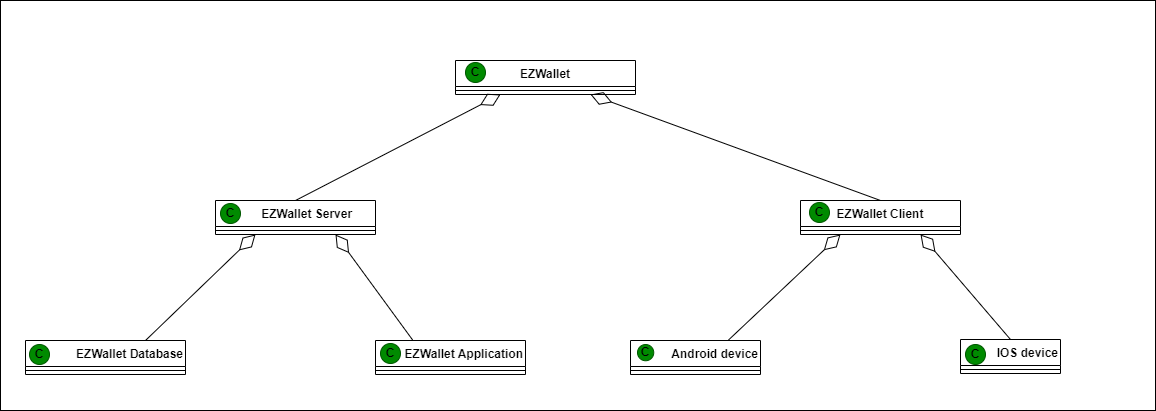 C EZWallet
C EZWallet Server
C EZWallet Client
C EZWallet Database
C EZWallet Application
C Android device
C IOS device